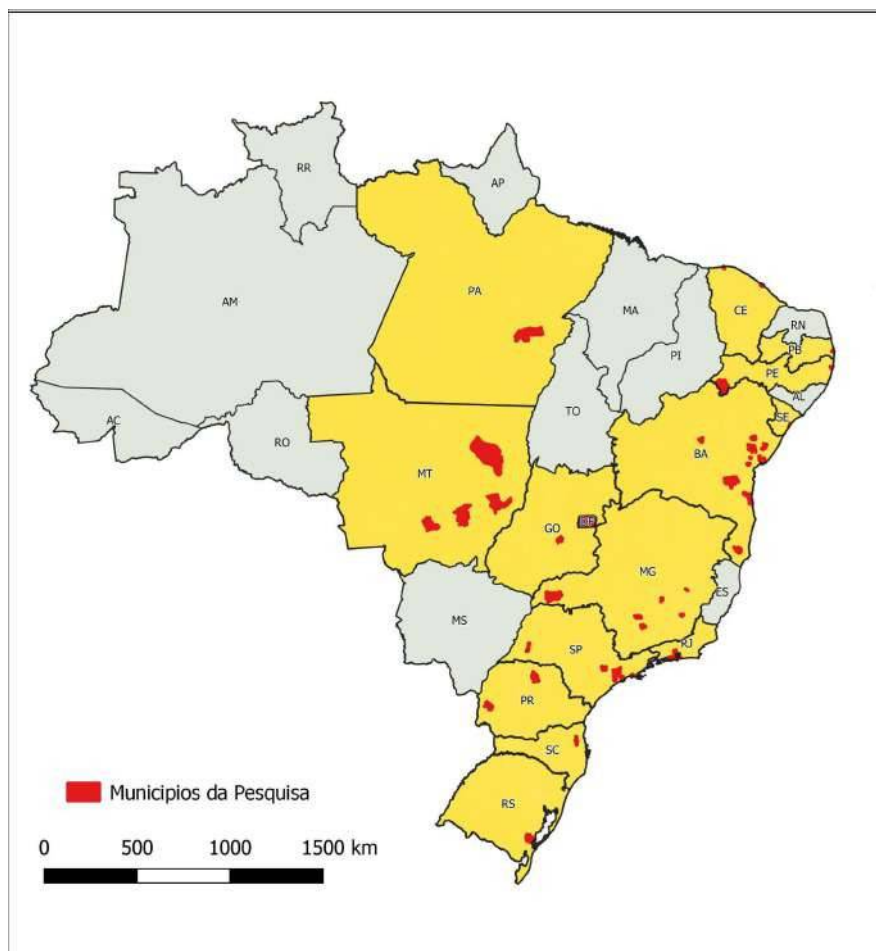 RR
AP
AM
PA
MA
CE
RN
PI
PB
PE
AC
AL
TO
SE
RO
BA
MT
GO
DF
MG
ES
MS
SP
RJ
PR
SC
Municipios da Pesquisa
RS
0 500 1000 1500 km